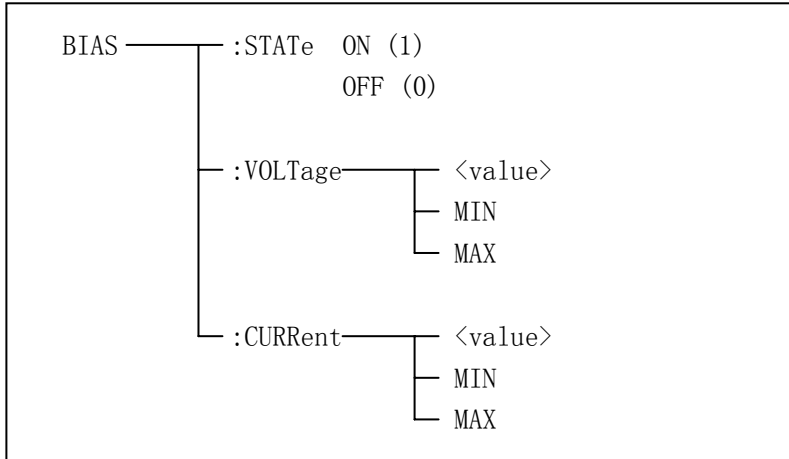 BIAS :STATe ON (1)
OFF (0)
:VOLTage <value>
MIN
MAX
:CURRent <value>
MIN
MAX